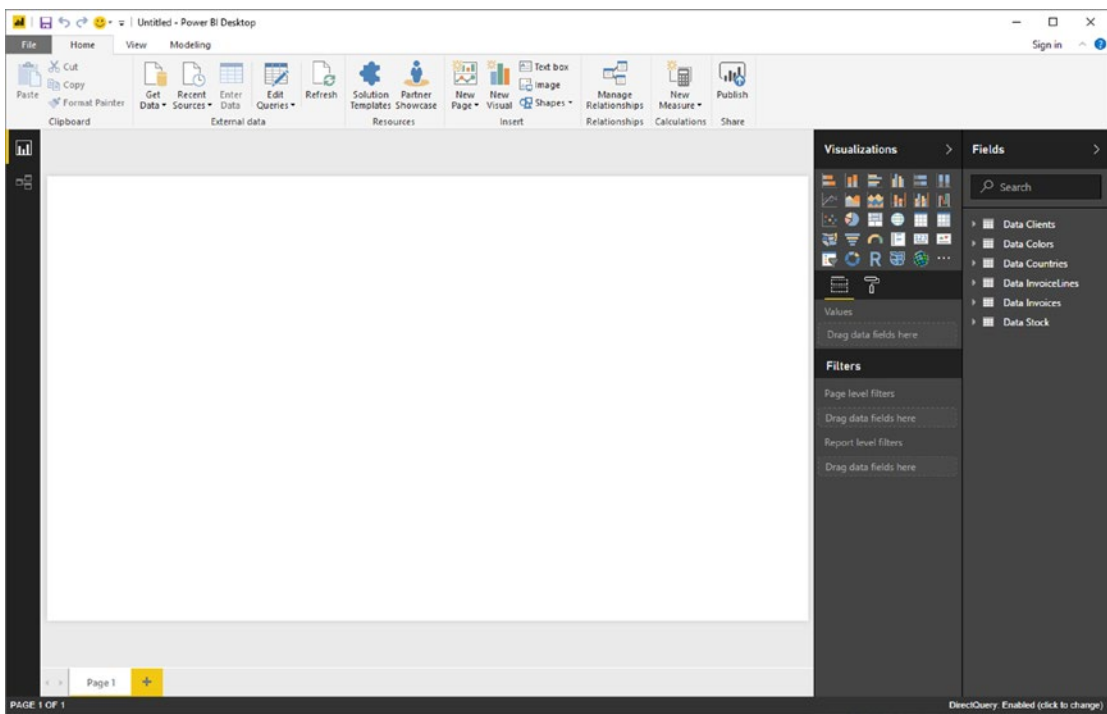 Untitled - Power BI Desktop
File Home View Modeling Sign in
Paste Cut Copy Format Painter
Clipboard
Get Data Recent Sources Enter Data Edit Queries Refresh
External data
Solution Templates Partner Showcase
Resources
New Page New Visual Text box Image Shapes
Insert
Manage Relationships
Relationships
New Measure
Calculations
Publish
Share
Visualizations
R
Values
Drag data fields here
Filters
Page level filters
Drag data fields here
Report level filters
Drag data fields here
Fields
Search
Data Clients
Data Colors
Data Countries
Data InvoiceLines
Data Invoices
Data Stock
Page 1
PAGE 1 OF 1
DirectQuery: Enabled (click to change)